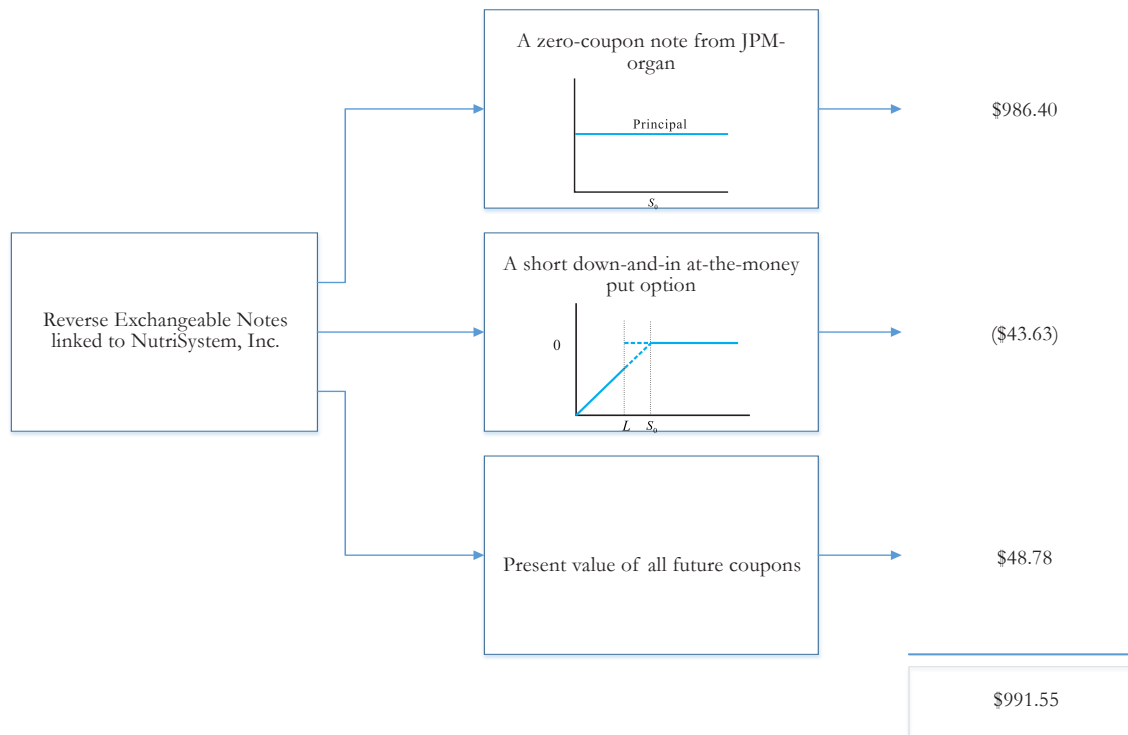 A zero-coupon note from JPM-
organ
Principal
S₀
$986.40
Reverse Exchangeable Notes
linked to NutriSystem, Inc.
A short down-and-in at-the-money
put option
0
L S₀
($43.63)
Present value of all future coupons
$48.78
$991.55